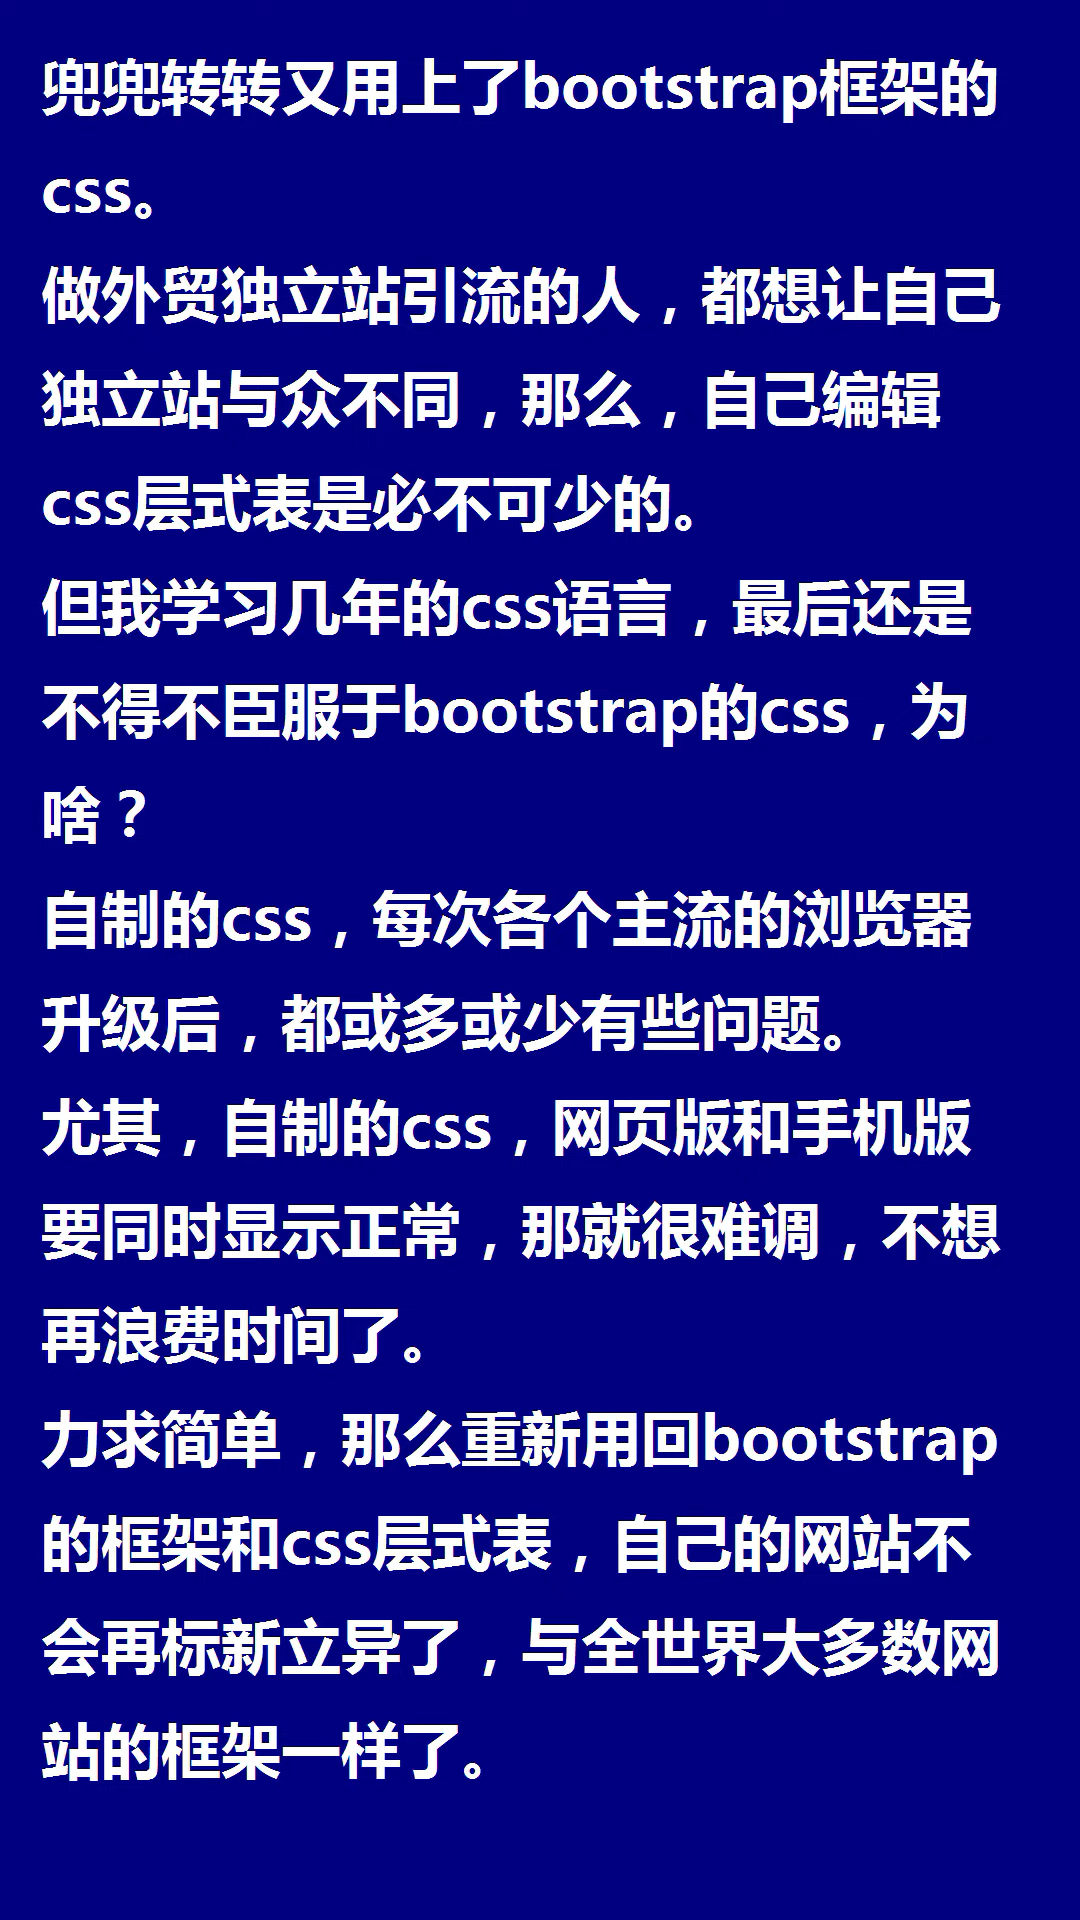 兜兜转转又用上了bootstrap框架的
css。
做外贸独立站引流的人，都想让自己
独立站与众不同，那么，自己编辑
css层式表是必不可少的。
但我学习几年的css语言，最后还是
不得不臣服于bootstrap的css，为
啥？
自制的css，每次各个主流的浏览器
升级后，都或多或少有些问题。
尤其，自制的css，网页版和手机版
要同时显示正常，那就很难调，不想
再浪费时间了。
力求简单，那么重新用回bootstrap
的框架和css层式表，自己的网站不
会再标新立异了，与全世界大多数网
站的框架一样了。